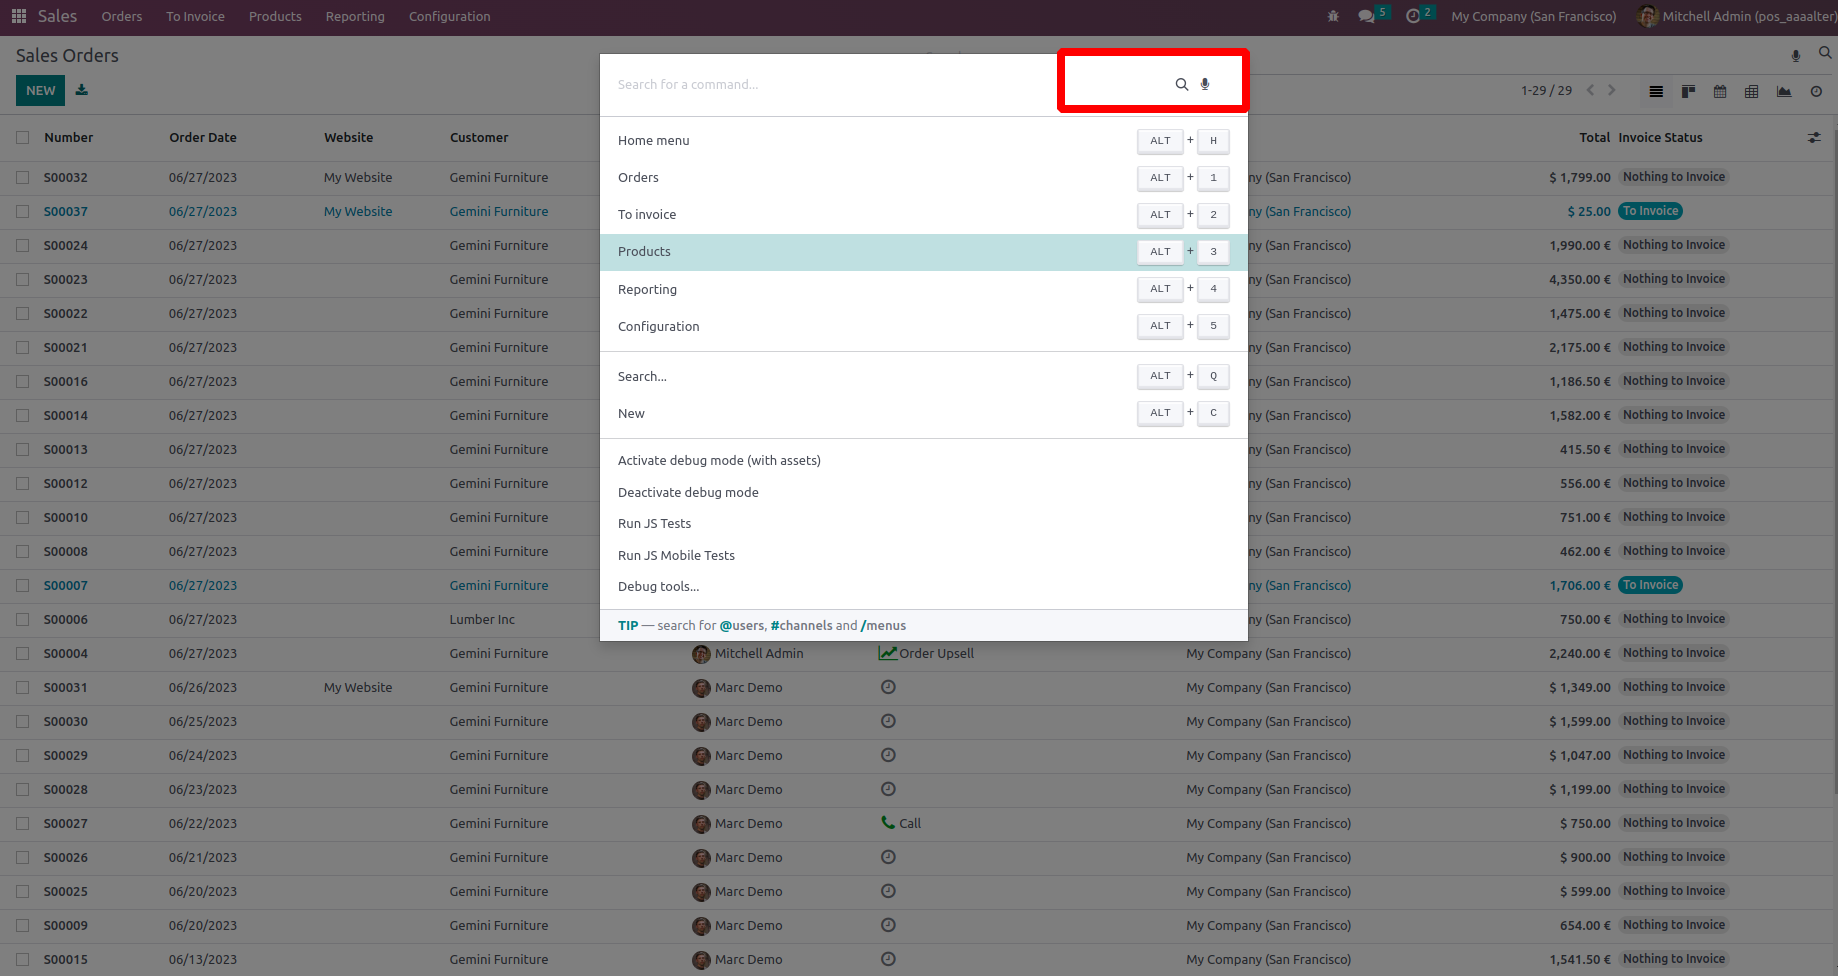 Sales Orders To Invoice Products Reporting Configuration 5 2 My Company (San Francisco) Mitchell Admin (pos_aaaalter)
Sales Orders
NEW 1-29 / 29
Search for a command...
Number Order Date Website Customer Total Invoice Status
Home menu ALT + H
Orders ALT + 1
To invoice ALT + 2
Products ALT + 3
Reporting ALT + 4
Configuration ALT + 5
Search... ALT + Q
New ALT + C
Activate debug mode (with assets)
Deactivate debug mode
Run JS Tests
Run JS Mobile Tests
Debug tools...
TIP — search for @users, #channels and /menus
S00032 06/27/2023 My Website Gemini Furniture ny (San Francisco) $ 1,799.00 Nothing to Invoice
S00037 06/27/2023 My Website Gemini Furniture ny (San Francisco) $ 25.00 To Invoice
S00024 06/27/2023 Gemini Furniture ny (San Francisco) 1,990.00 € Nothing to Invoice
S00023 06/27/2023 Gemini Furniture ny (San Francisco) 4,350.00 € Nothing to Invoice
S00022 06/27/2023 Gemini Furniture ny (San Francisco) 1,475.00 € Nothing to Invoice
S00021 06/27/2023 Gemini Furniture ny (San Francisco) 2,175.00 € Nothing to Invoice
S00016 06/27/2023 Gemini Furniture ny (San Francisco) 1,186.50 € Nothing to Invoice
S00014 06/27/2023 Gemini Furniture ny (San Francisco) 1,582.00 € Nothing to Invoice
S00013 06/27/2023 Gemini Furniture ny (San Francisco) 415.50 € Nothing to Invoice
S00012 06/27/2023 Gemini Furniture ny (San Francisco) 556.00 € Nothing to Invoice
S00010 06/27/2023 Gemini Furniture ny (San Francisco) 751.00 € Nothing to Invoice
S00008 06/27/2023 Gemini Furniture ny (San Francisco) 462.00 € Nothing to Invoice
S00007 06/27/2023 Gemini Furniture ny (San Francisco) 1,706.00 € To Invoice
S00006 06/27/2023 Lumber Inc ny (San Francisco) 750.00 € Nothing to Invoice
S00004 06/27/2023 Gemini Furniture Mitchell Admin Order Upsell My Company (San Francisco) 2,240.00 € Nothing to Invoice
S00031 06/26/2023 My Website Gemini Furniture Marc Demo My Company (San Francisco) $ 1,349.00 Nothing to Invoice
S00030 06/25/2023 Gemini Furniture Marc Demo My Company (San Francisco) $ 1,599.00 Nothing to Invoice
S00029 06/24/2023 Gemini Furniture Marc Demo My Company (San Francisco) $ 1,047.00 Nothing to Invoice
S00028 06/23/2023 Gemini Furniture Marc Demo My Company (San Francisco) $ 1,199.00 Nothing to Invoice
S00027 06/22/2023 Gemini Furniture Marc Demo Call My Company (San Francisco) $ 750.00 Nothing to Invoice
S00026 06/21/2023 Gemini Furniture Marc Demo My Company (San Francisco) $ 900.00 Nothing to Invoice
S00025 06/20/2023 Gemini Furniture Marc Demo My Company (San Francisco) $ 599.00 Nothing to Invoice
S00009 06/20/2023 Gemini Furniture Marc Demo My Company (San Francisco) 654.00 € Nothing to Invoice
S00015 06/13/2023 Gemini Furniture Marc Demo My Company (San Francisco) 1,541.50 € Nothing to Invoice